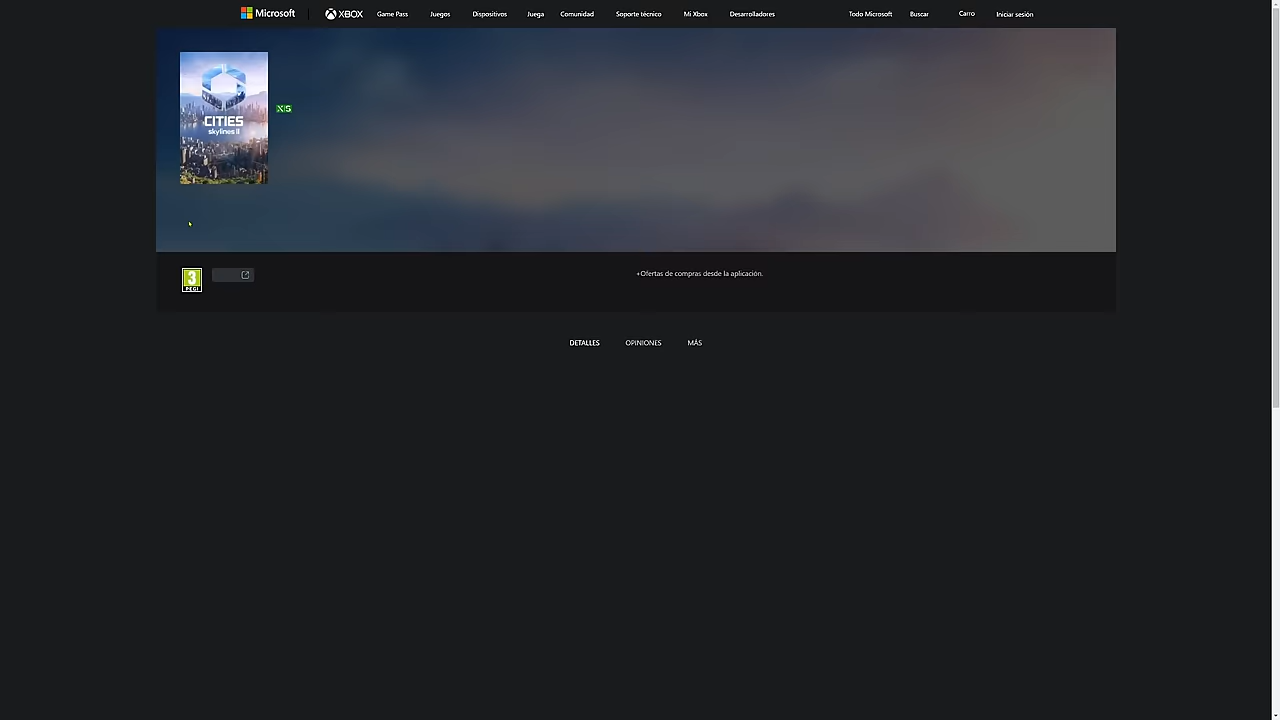 Microsoft
XBOX
Game Pass
Juegos
Dispositivos
Juega
Comunidad
Soporte técnico
Mi Xbox
Desarrolladores
Todo Microsoft
Buscar
Carro
Iniciar sesión
CITIES
skylines II
X|S
3
PEGI
+Ofertas de compras desde la aplicación.
DETALLES
OPINIONES
MÁS